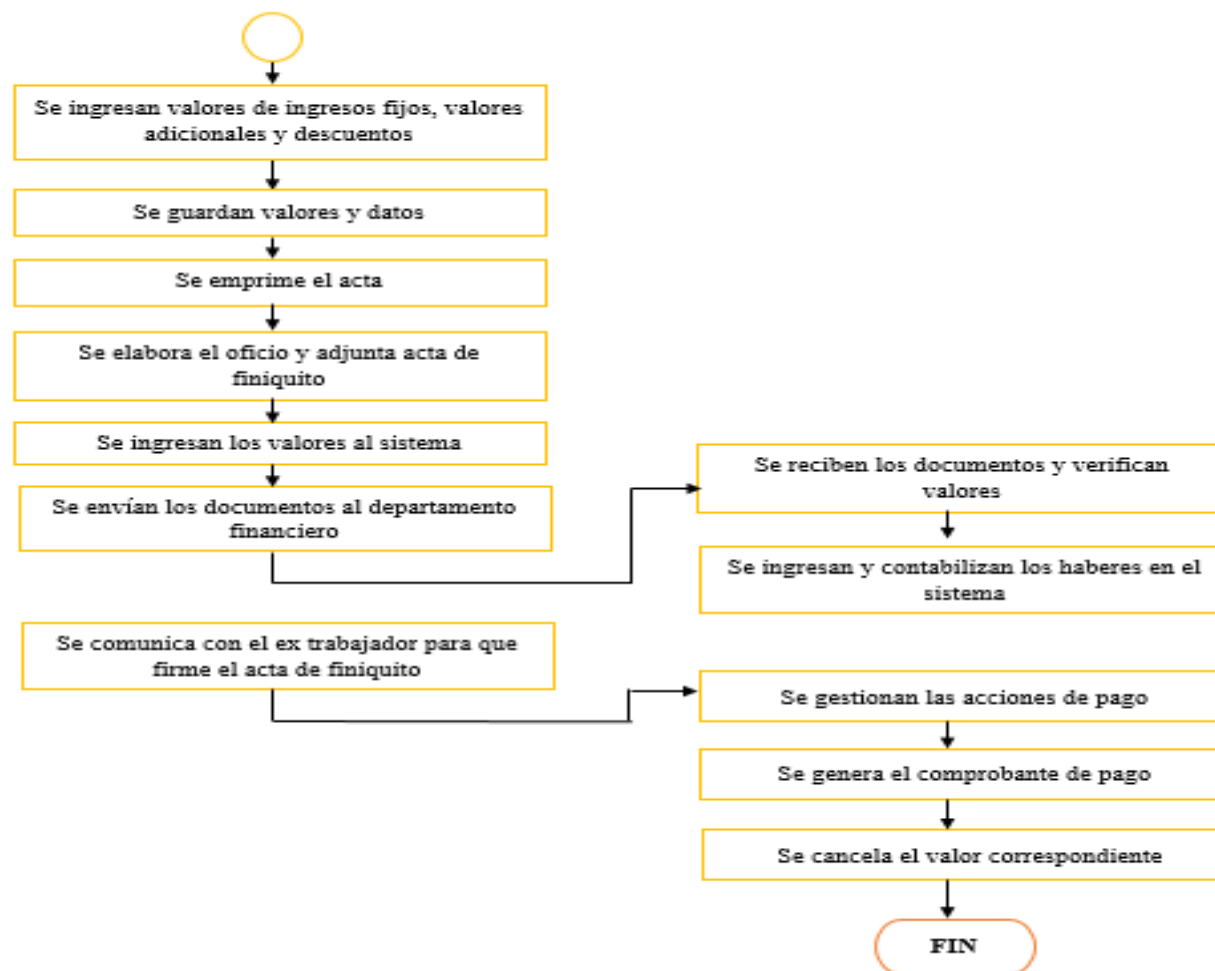 Se ingresan valores de ingresos fijos, valores
adicionales y descuentos
Se guardan valores y datos
Se emprime el acta
Se elabora el oficio y adjunta acta de
finiquito
Se ingresan los valores al sistema
Se envían los documentos al departamento
financiero
Se reciben los documentos y verifican
valores
Se ingresan y contabilizan los haberes en el
sistema
Se comunica con el ex trabajador para que
firme el acta de finiquito
Se gestionan las acciones de pago
Se genera el comprobante de pago
Se cancela el valor correspondiente
FIN